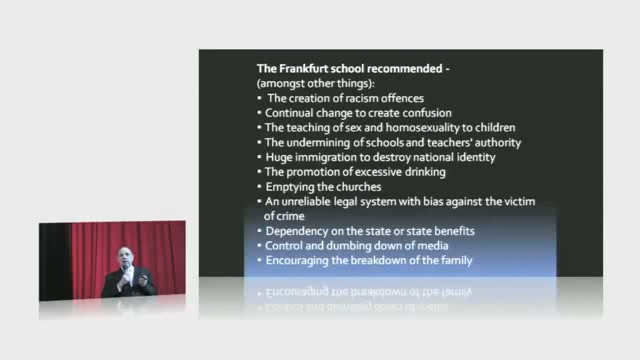 The Frankfurt school recommended -
(amongst other things):
• The creation of racism offences
• Continual change to create confusion
• The teaching of sex and homosexuality to children
• The undermining of schools and teachers' authority
• Huge immigration to destroy national identity
• The promotion of excessive drinking
• Emptying the churches
• An unreliable legal system with bias against the victim
of crime
• Dependency on the state or state benefits
• Control and dumbing down of media
• Encouraging the breakdown of the family